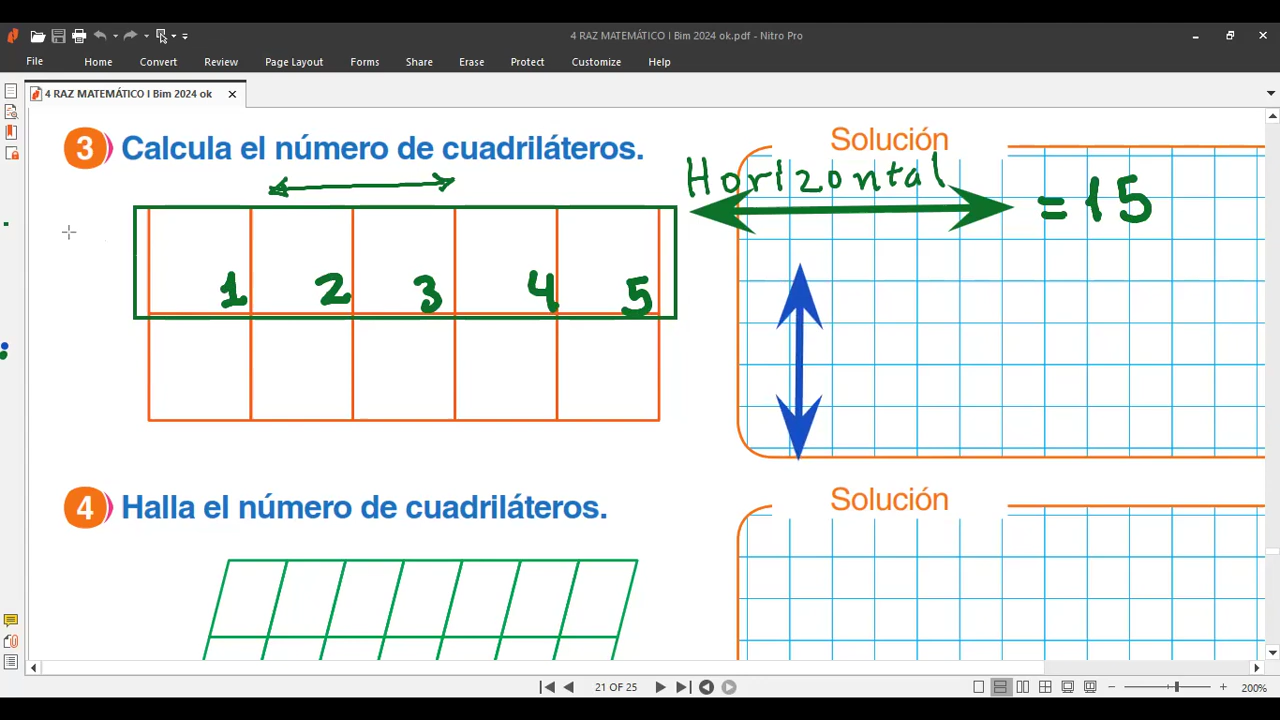 4 RAZ MATEMÁTICO I Bim 2024 ok.pdf - Nitro Pro
File Home Convert Review Page Layout Forms Share Erase Protect Customize Help
4 RAZ MATEMÁTICO I Bim 2024 ok
3 Calcula el número de cuadriláteros.
Solución
Horizontal
= 15
1 2 3 4 5
4 Halla el número de cuadriláteros.
Solución
21 OF 25
200%